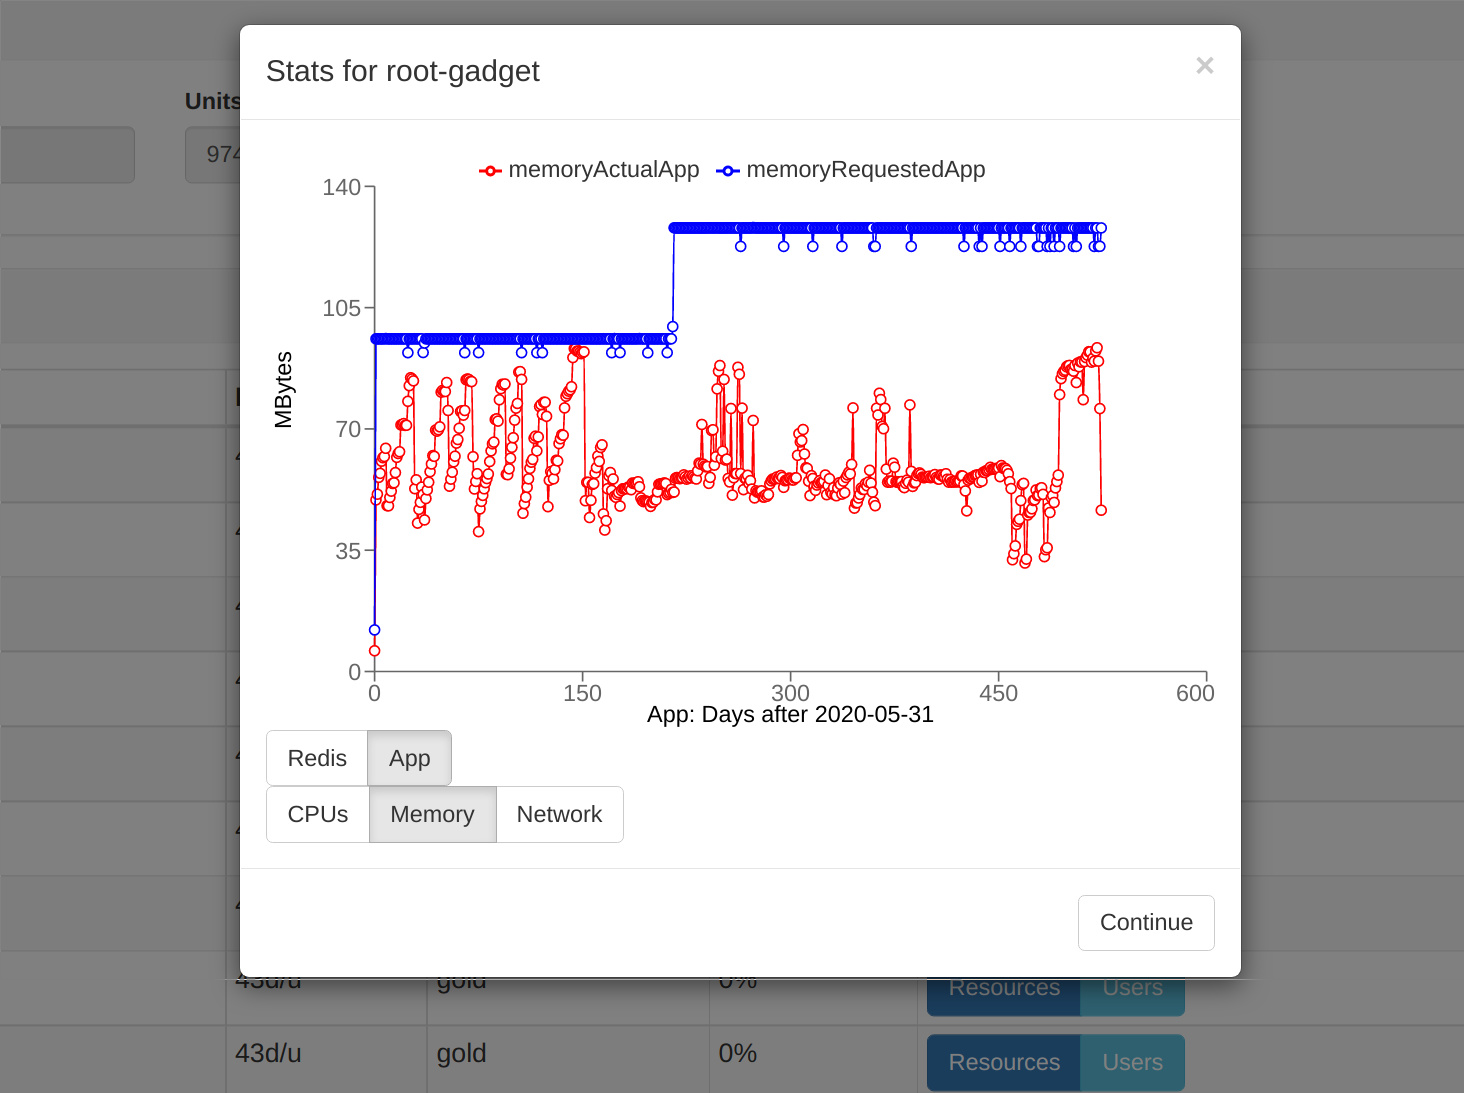 Stats for root-gadget
×
Units
974
memoryActualApp memoryRequestedApp
140
105
70
35
0
MBytes
0 150 300 450 600
App: Days after 2020-05-31
Redis App
CPUs Memory Network
Continue
43d/u gold 0% Resources Users
43d/u gold 0% Resources Users